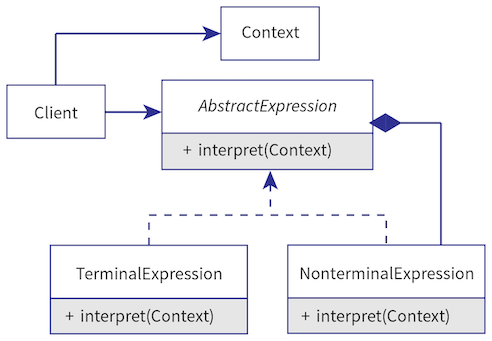 Context
Client
AbstractExpression
+ interpret(Context)
TerminalExpression
+ interpret(Context)
NonterminalExpression
+ interpret(Context)